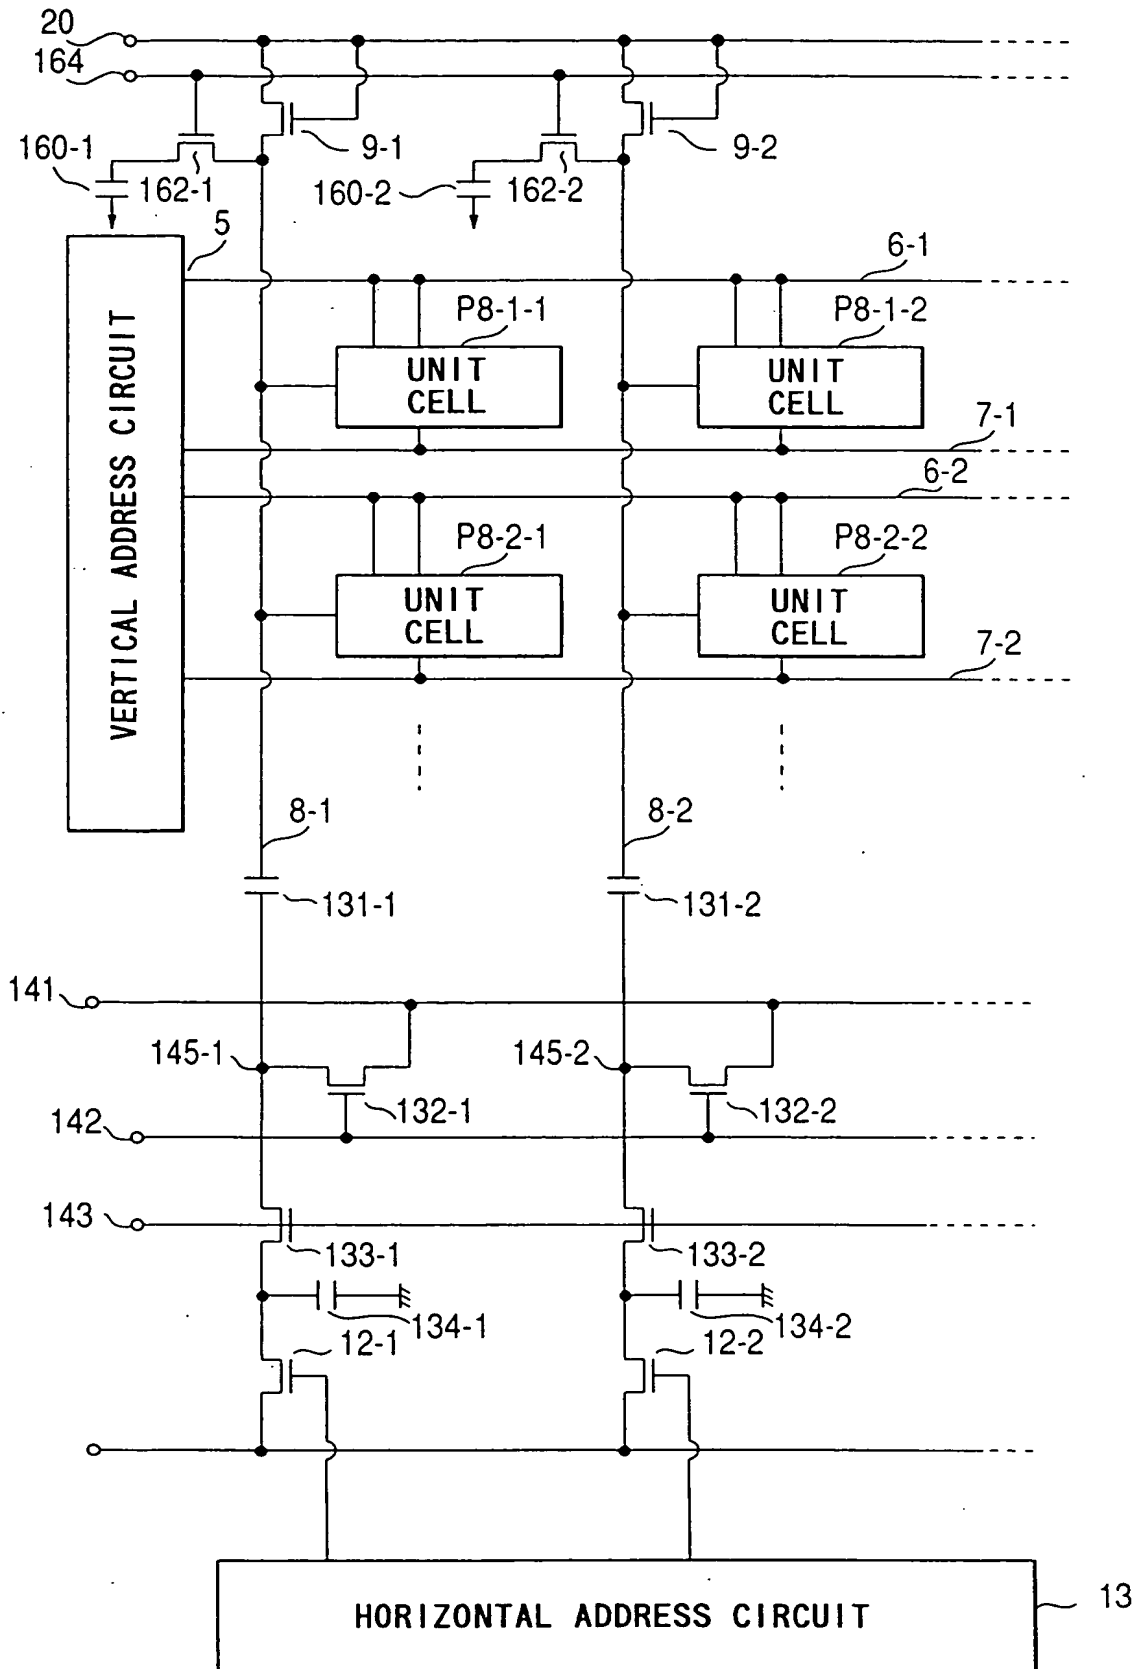 20
164
160-1
162-1
9-1
160-2
162-2
9-2
5
6-1
P8-1-1
P8-1-2
UNIT
CELL
UNIT
CELL
7-1
6-2
P8-2-1
P8-2-2
UNIT
CELL
UNIT
CELL
7-2
VERTICAL ADDRESS CIRCUIT
8-1
8-2
131-1
131-2
141
145-1
145-2
132-1
132-2
142
143
133-1
133-2
134-1
134-2
12-1
12-2
13
HORIZONTAL ADDRESS CIRCUIT